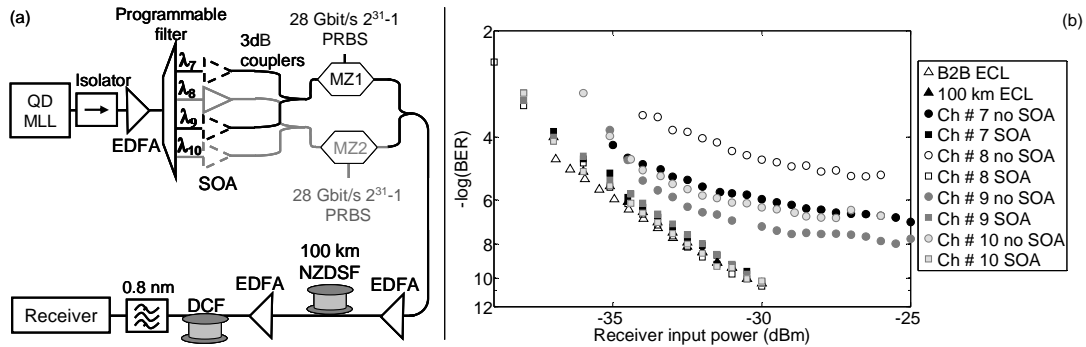 (a)
Programmable
filter
28 Gbit/s 2³¹-1
PRBS
3dB
couplers
Isolator
λ₇
λ₈
λ₉
λ₁₀
QD
MLL
EDFA
SOA
MZ1
MZ2
28 Gbit/s 2³¹-1
PRBS
100 km
NZDSF
EDFA
EDFA
DCF
0.8 nm
Receiver
(b)
2
4
6
8
10
12
-log(BER)
-35
-30
-25
Receiver input power (dBm)
B2B ECL
100 km ECL
Ch # 7 no SOA
Ch # 7 SOA
Ch # 8 no SOA
Ch # 8 SOA
Ch # 9 no SOA
Ch # 9 SOA
Ch # 10 no SOA
Ch # 10 SOA